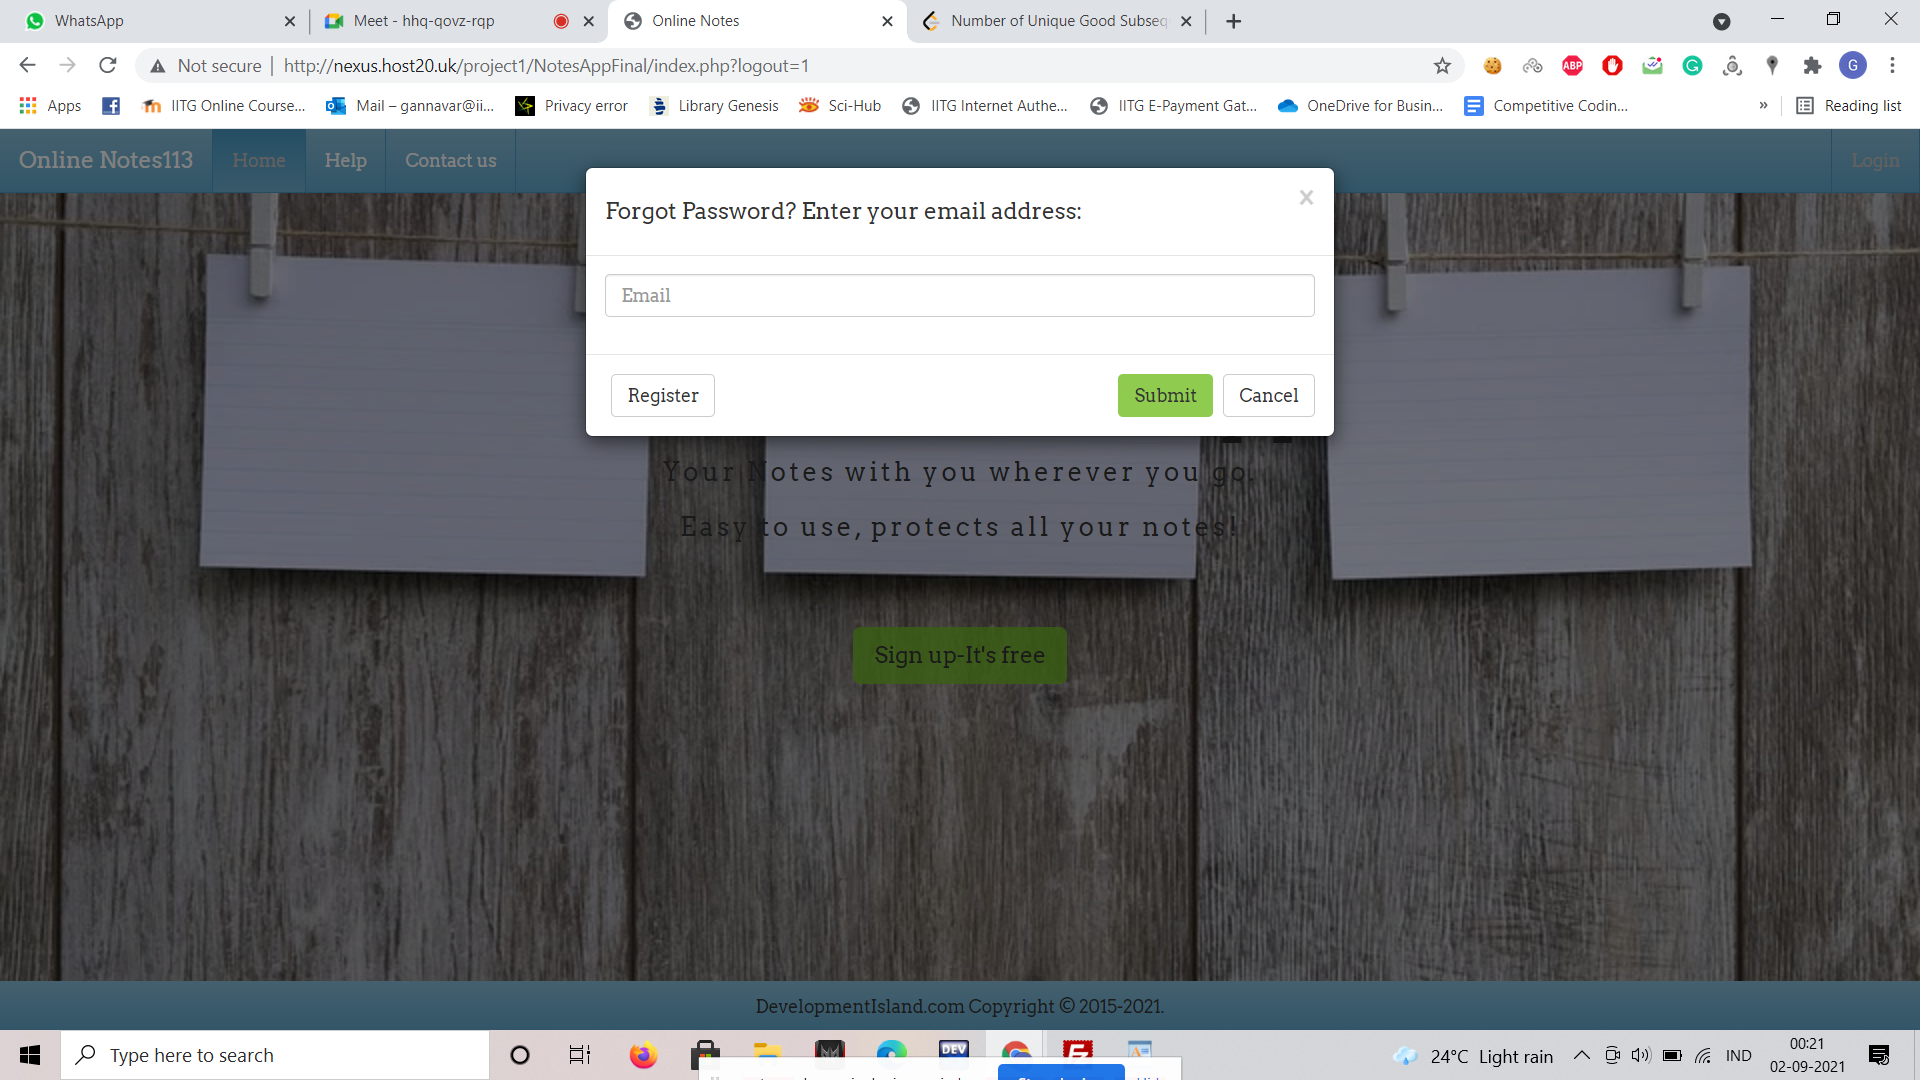 WhatsApp
Meet - hhq-qovz-rqp
Online Notes
Number of Unique Good Subseq
Not secure
http://nexus.host20.uk/project1/NotesAppFinal/index.php?logout=1
ABP
G
Apps
IITG Online Course...
Mail – gannavar@ii...
Privacy error
Library Genesis
Sci-Hub
IITG Internet Authe...
IITG E-Payment Gat...
OneDrive for Busin...
Competitive Codin...
»
Reading list
Online Notes113
Home
Help
Contact us
Login
Forgot Password? Enter your email address:
×
Email
Register
Submit
Cancel
Your Notes with you wherever you go.
Easy to use, protects all your notes!
Sign up-It's free
DevelopmentIsland.com Copyright © 2015-2021.
Type here to search
DEV
24°C Light rain
IND
00:21
02-09-2021